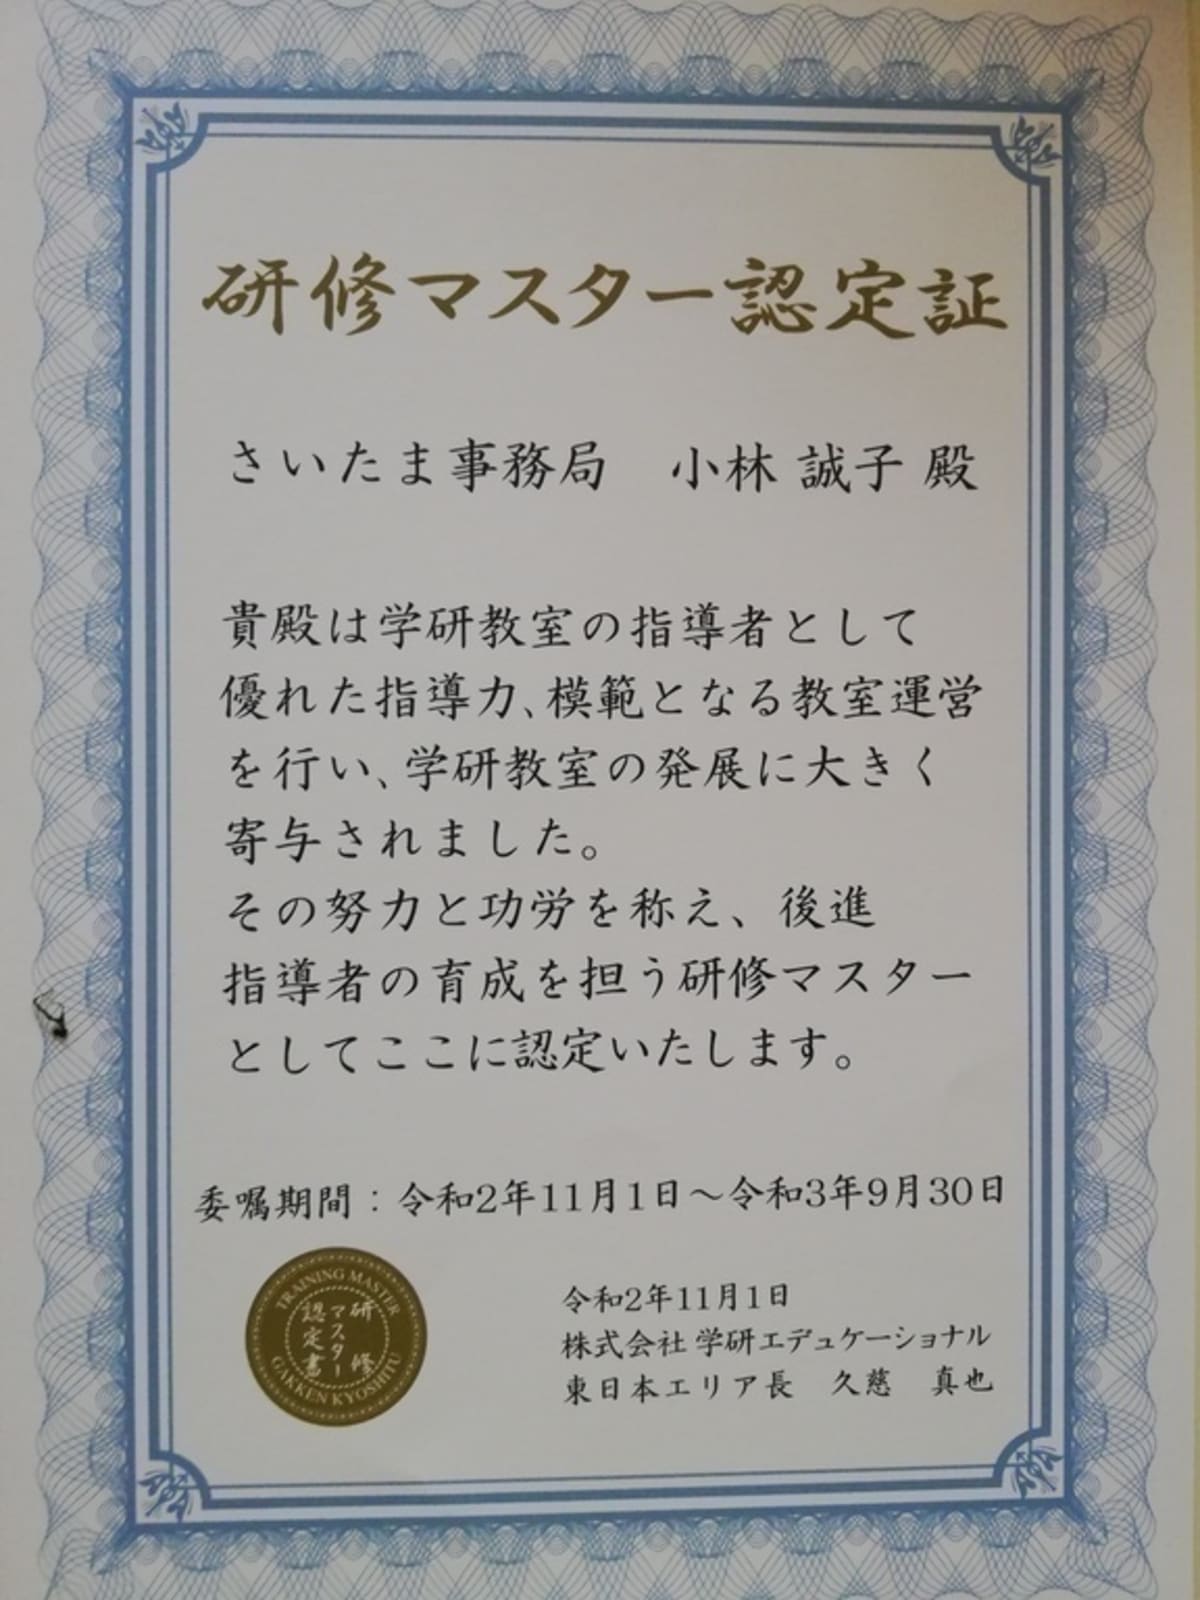 研修マスター認定証
さいたま事務局　小林 誠子 殿
貴殿は学研教室の指導者として
優れた指導力、模範となる教室運営
を行い、学研教室の発展に大きく
寄与されました。
その努力と功労を称え、後進
指導者の育成を担う研修マスター
としてここに認定いたします。
委嘱期間：令和2年11月1日～令和3年9月30日
TRAINING MASTER
研修
マスター
認定書
GAKKEN KYOSHITU
令和2年11月1日
株式会社 学研エデュケーショナル
東日本エリア長　久慈　真也